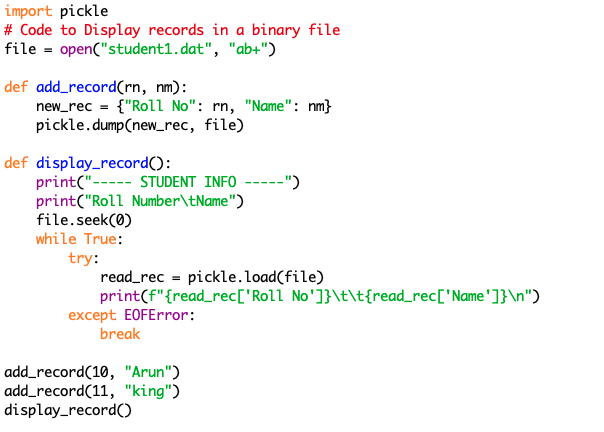 import pickle
# Code to Display records in a binary file
file = open("student1.dat", "ab+")

def add_record(rn, nm):
    new_rec = {"Roll No": rn, "Name": nm}
    pickle.dump(new_rec, file)

def display_record():
    print("----- STUDENT INFO -----")
    print("Roll Number\tName")
    file.seek(0)
    while True:
        try:
            read_rec = pickle.load(file)
            print(f"{read_rec['Roll No']}\t\t{read_rec['Name']}\n")
        except EOFError:
            break

add_record(10, "Arun")
add_record(11, "king")
display_record()